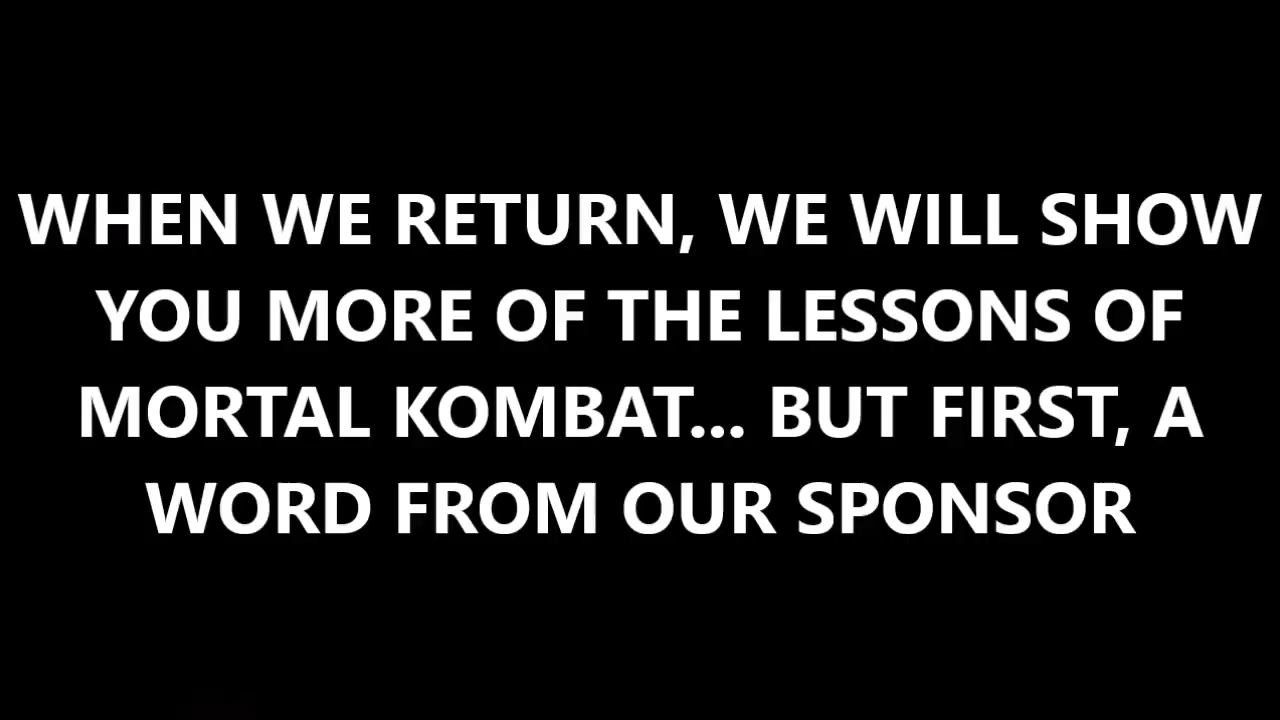 WHEN WE RETURN, WE WILL SHOW
YOU MORE OF THE LESSONS OF
MORTAL KOMBAT... BUT FIRST, A
WORD FROM OUR SPONSOR